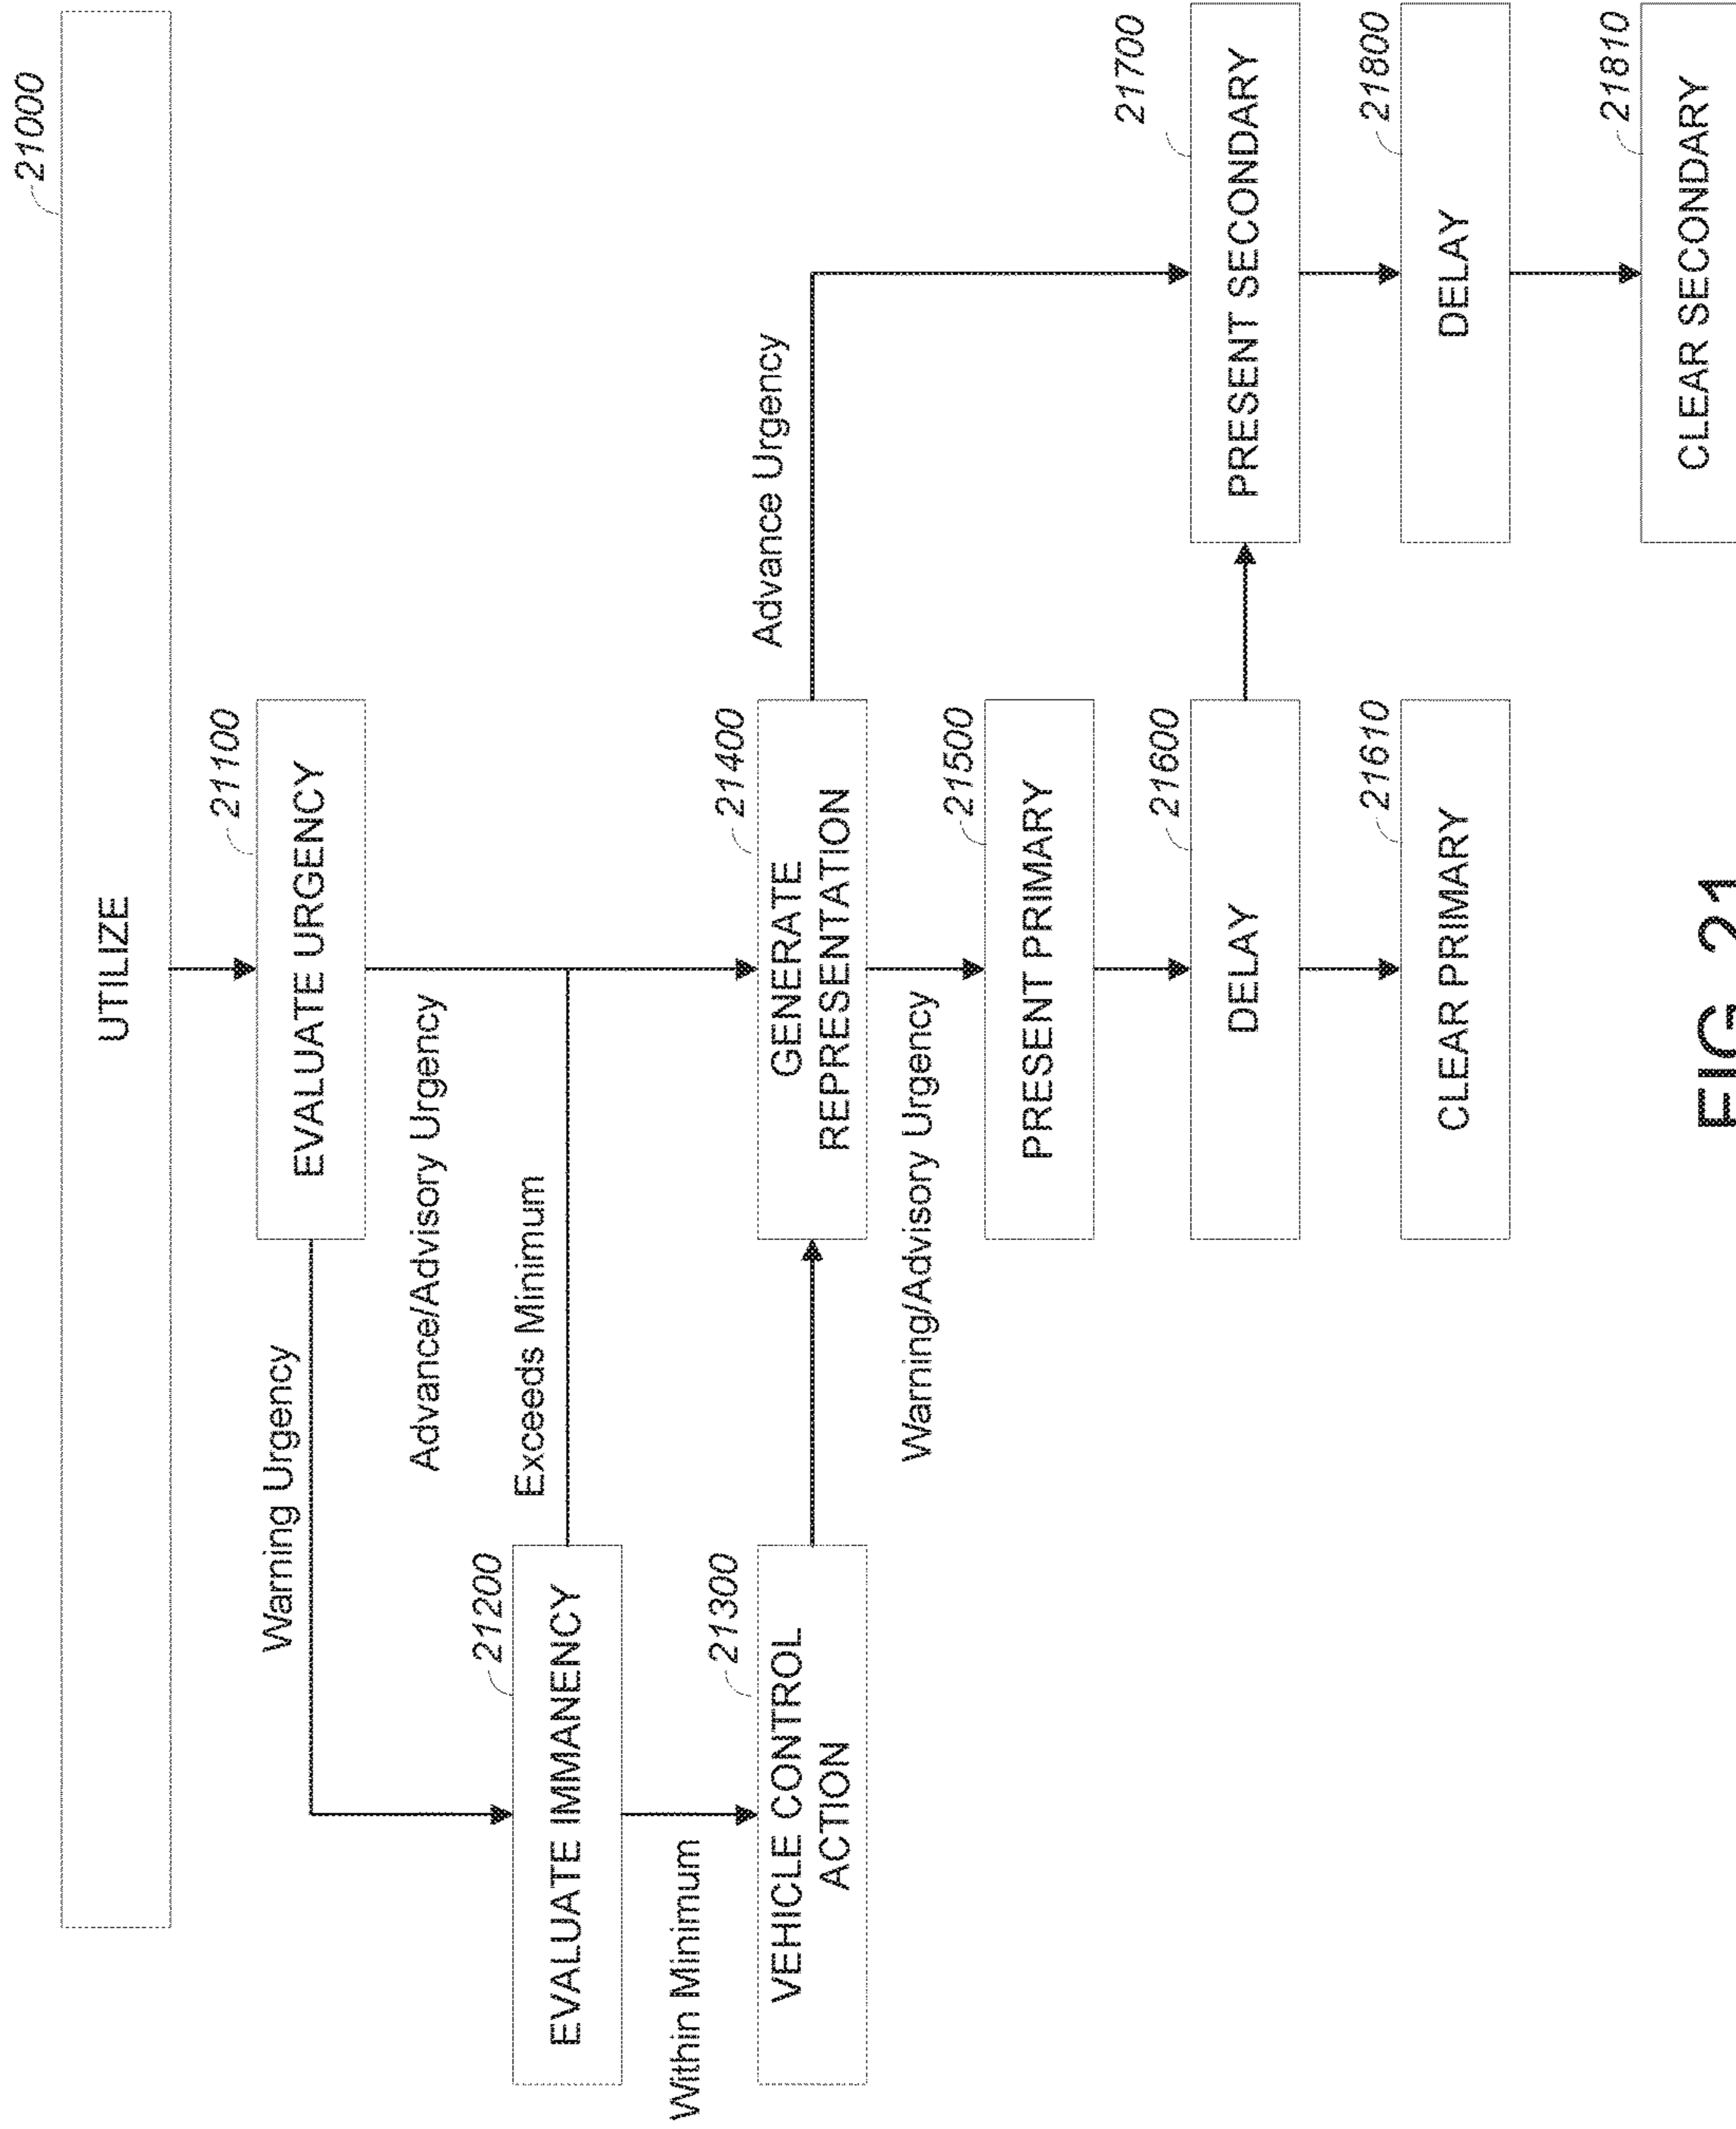 21000
UTILIZE
21100
EVALUATE URGENCY
Warning Urgency
Advance/Advisory Urgency
21200
EVALUATE IMMANENCY
Exceeds Minimum
Within Minimum
21300
VEHICLE CONTROL
ACTION
21400
GENERATE
REPRESENTATION
Advance Urgency
Warning/Advisory Urgency
21500
PRESENT PRIMARY
21600
DELAY
21700
PRESENT SECONDARY
21610
CLEAR PRIMARY
21800
DELAY
21810
CLEAR SECONDARY
FIG. 21